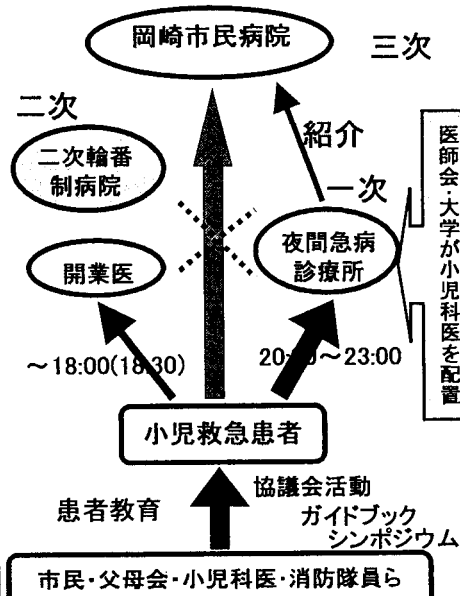 岡崎市民病院
三次
二次
紹介
二次輪番
制病院
一次
開業医
夜間急病
診療所
医師会・大学が小児科医を配置
～18:00(18:30)
～23:00
小児救急患者
患者教育
協議会活動
ガイドブック
シンポジウム
市民・父母会・小児科医・消防隊員ら